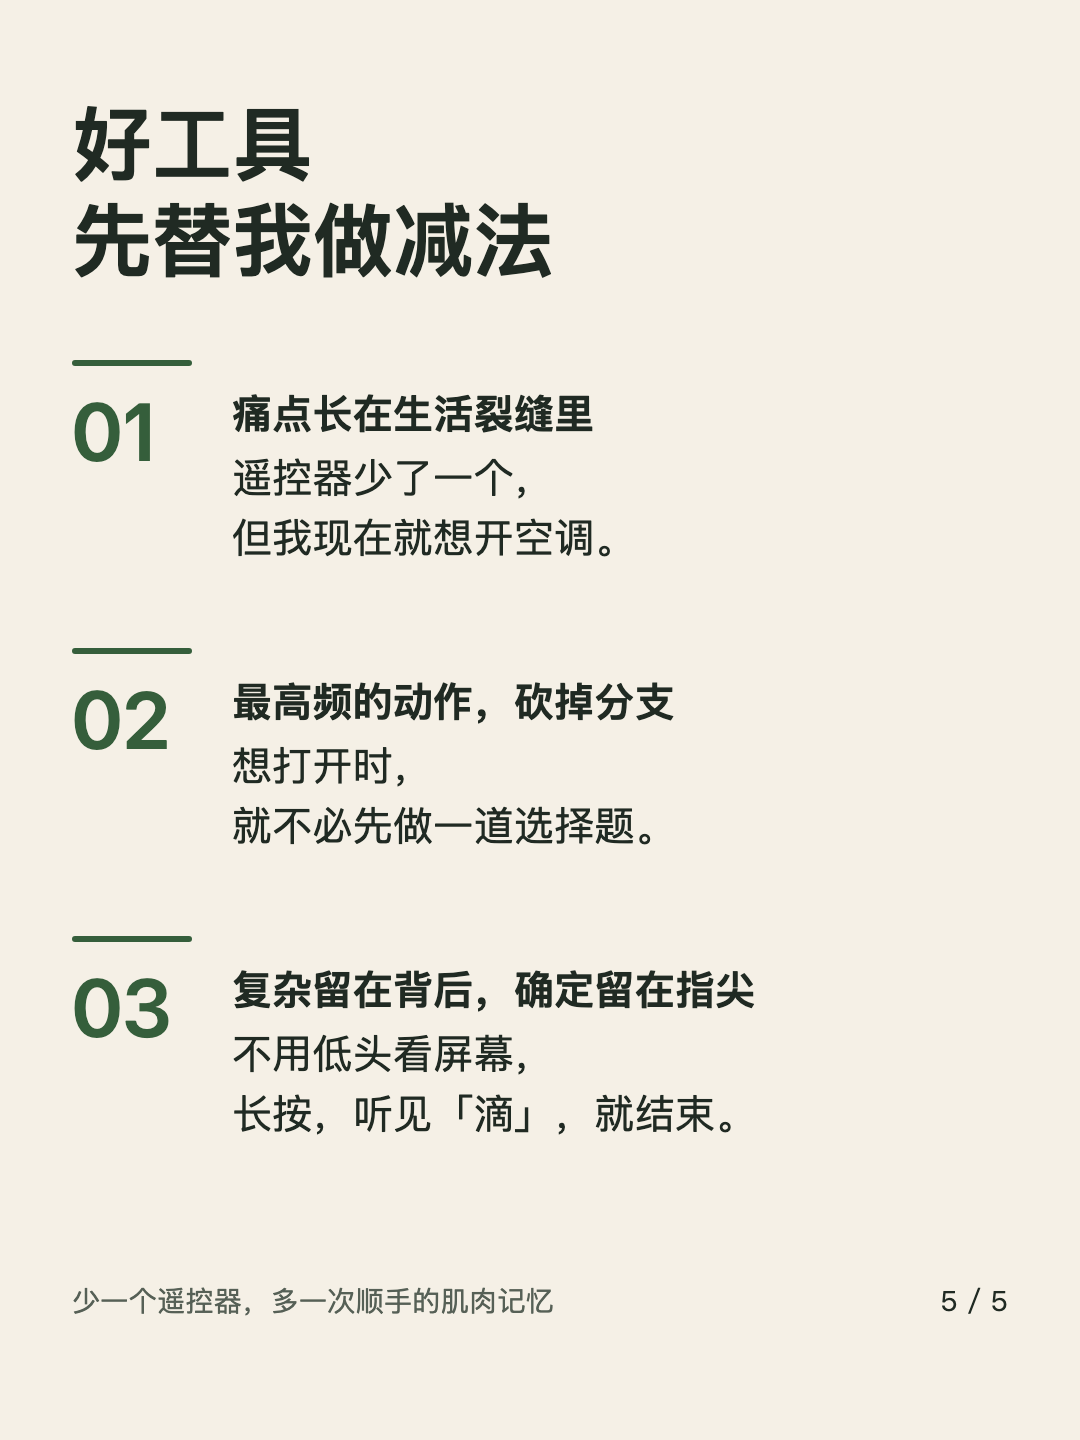 好工具
先替我做减法
01
痛点长在生活裂缝里
遥控器少了一个，
但我现在就想开空调。
02
最高频的动作，砍掉分支
想打开时，
就不必先做一道选择题。
03
复杂留在背后，确定留在指尖
不用低头看屏幕，
长按，听见「滴」，就结束。
少一个遥控器，多一次顺手的肌肉记忆
5 / 5